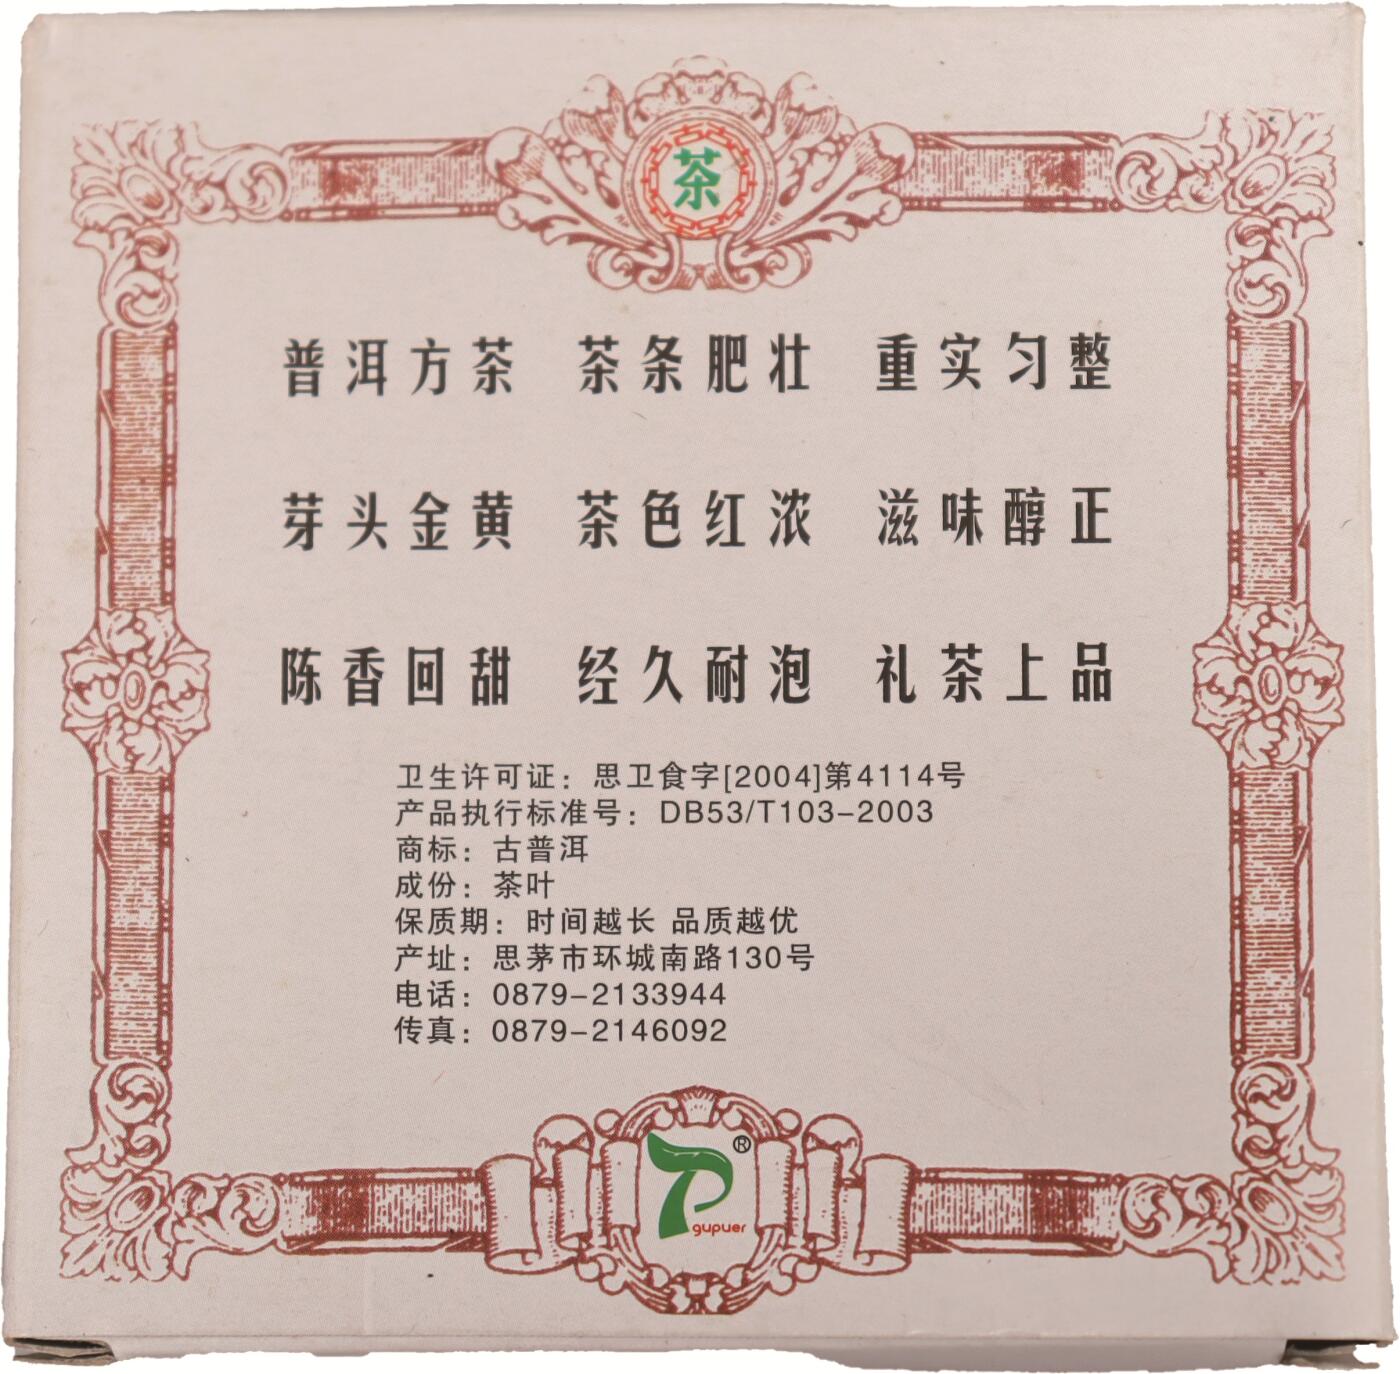 茶
普洱方茶 茶条肥壮 重实匀整
芽头金黄 茶色红浓 滋味醇正
陈香回甜 经久耐泡 礼茶上品
卫生许可证：思卫食字[2004]第4114号
产品执行标准号：DB53/T103-2003
商标：古普洱
成份：茶叶
保质期：时间越长 品质越优
产址：思茅市环城南路130号
电话：0879-2133944
传真：0879-2146092
®
gupuer